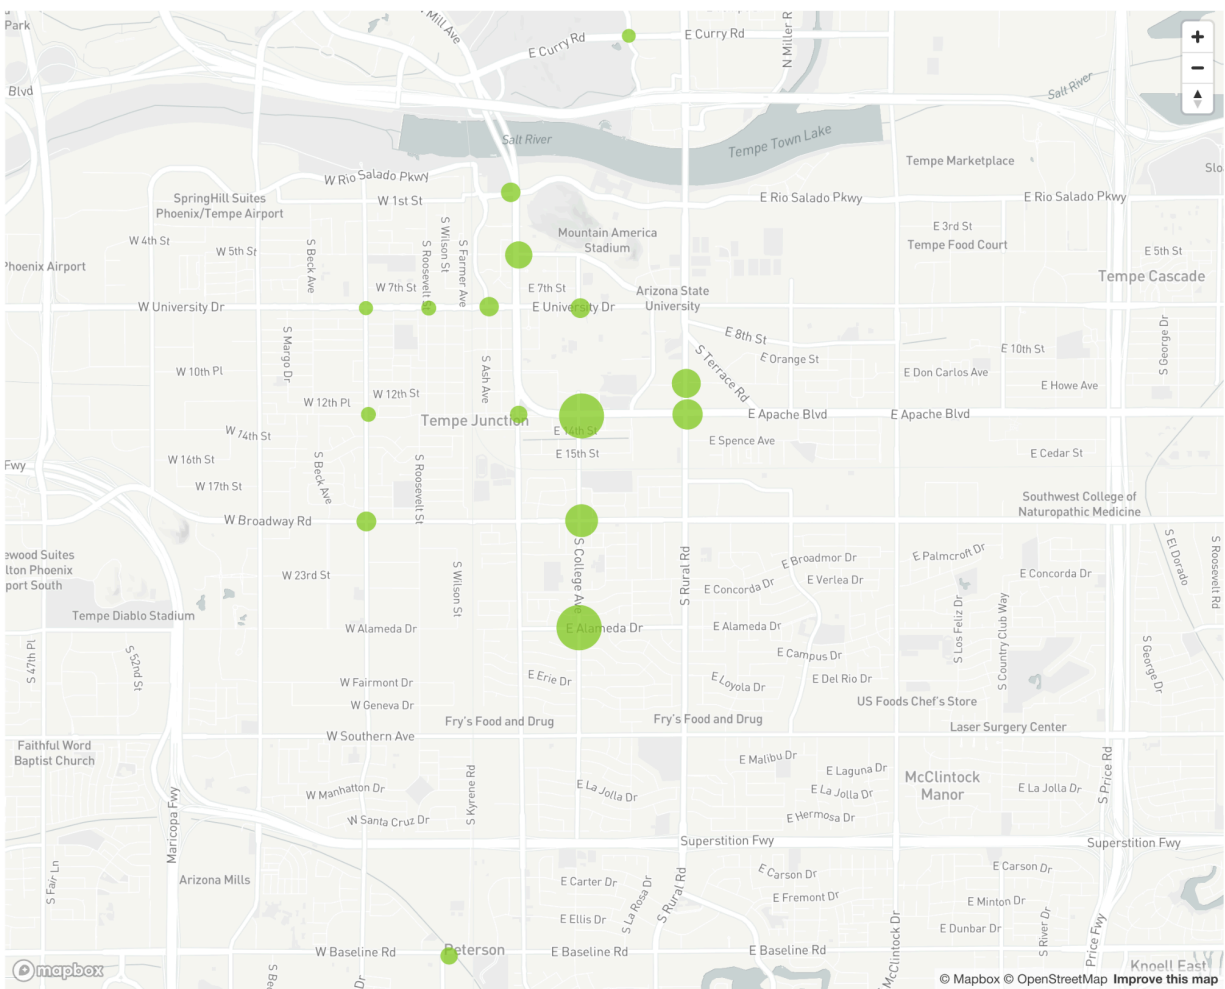 Park
N Mill Ave
E Curry Rd
E Curry Rd
N Miller R
+
−
Blvd
Salt River
Salt River
Tempe Town Lake
Tempe Marketplace
Slo
W Rio Salado Pkwy
SpringHill Suites
Phoenix/Tempe Airport
W 1st St
E Rio Salado Pkwy
E Rio Salado Pkwy
W 4th St
W 5th St
S Beck Ave
S Roosevelt St
S Wilson St
S Farmer Ave
Mountain America
Stadium
E 3rd St
Tempe Food Court
E 5th St
Phoenix Airport
Tempe Cascade
W 7th St
E 7th St
Arizona State
University
W University Dr
E University Dr
S Margo Dr
E 8th St
S Terrace Rd
E Orange St
E 10th St
S George Dr
W 10th Pl
S Ash Ave
E Don Carlos Ave
E Howe Ave
W 12th St
W 12th Pl
Tempe Junction
E Apache Blvd
E Apache Blvd
W 14th St
E 14th St
E Spence Ave
E 15th St
E Cedar St
Fwy
W 16th St
W 17th St
S Beck Ave
S Roosevelt St
Southwest College of
Naturopathic Medicine
W Broadway Rd
ewood Suites
lton Phoenix
port South
W 23rd St
S Wilson St
S College Ave
S Rural Rd
E Concorda Dr
E Broadmor Dr
E Verlea Dr
E Palmcroft Dr
E Concorda Dr
S El Dorado
S Roosevelt Rd
Tempe Diablo Stadium
W Alameda Dr
E Alameda Dr
E Alameda Dr
S Los Feliz Dr
S Country Club Way
S 47th Pl
S 52nd St
E Campus Dr
S George Dr
W Fairmont Dr
E Erie Dr
E Loyola Dr
E Del Rio Dr
W Geneva Dr
US Foods Chef's Store
Fry's Food and Drug
Fry's Food and Drug
Laser Surgery Center
W Southern Ave
Faithful Word
Baptist Church
E Malibu Dr
E Laguna Dr
McClintock
Manor
S Price Rd
W Manhatton Dr
S Kyrene Rd
E La Jolla Dr
E La Jolla Dr
E La Jolla Dr
W Santa Cruz Dr
E Hermosa Dr
Maricopa Fwy
Superstition Fwy
Superstition Fwy
S Fair Ln
Arizona Mills
E Carter Dr
S La Rosa Dr
S Rural Rd
E Carson Dr
E Carson Dr
E Fremont Dr
E Minton Dr
E Ellis Dr
E Dunbar Dr
S River Dr
S McClintock Dr
Price Fwy
W Baseline Rd
Peterson
E Baseline Rd
E Baseline Rd
Knoell East
mapbox
S Bec
Dr
© Mapbox © OpenStreetMap Improve this map